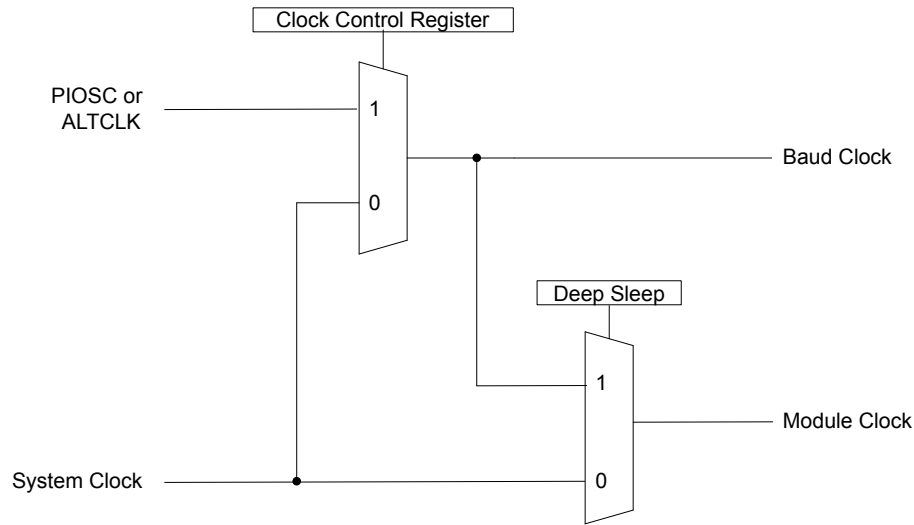 Clock Control Register
PIOSC or
ALTCLK
1
Baud Clock
0
Deep Sleep
1
Module Clock
System Clock
0